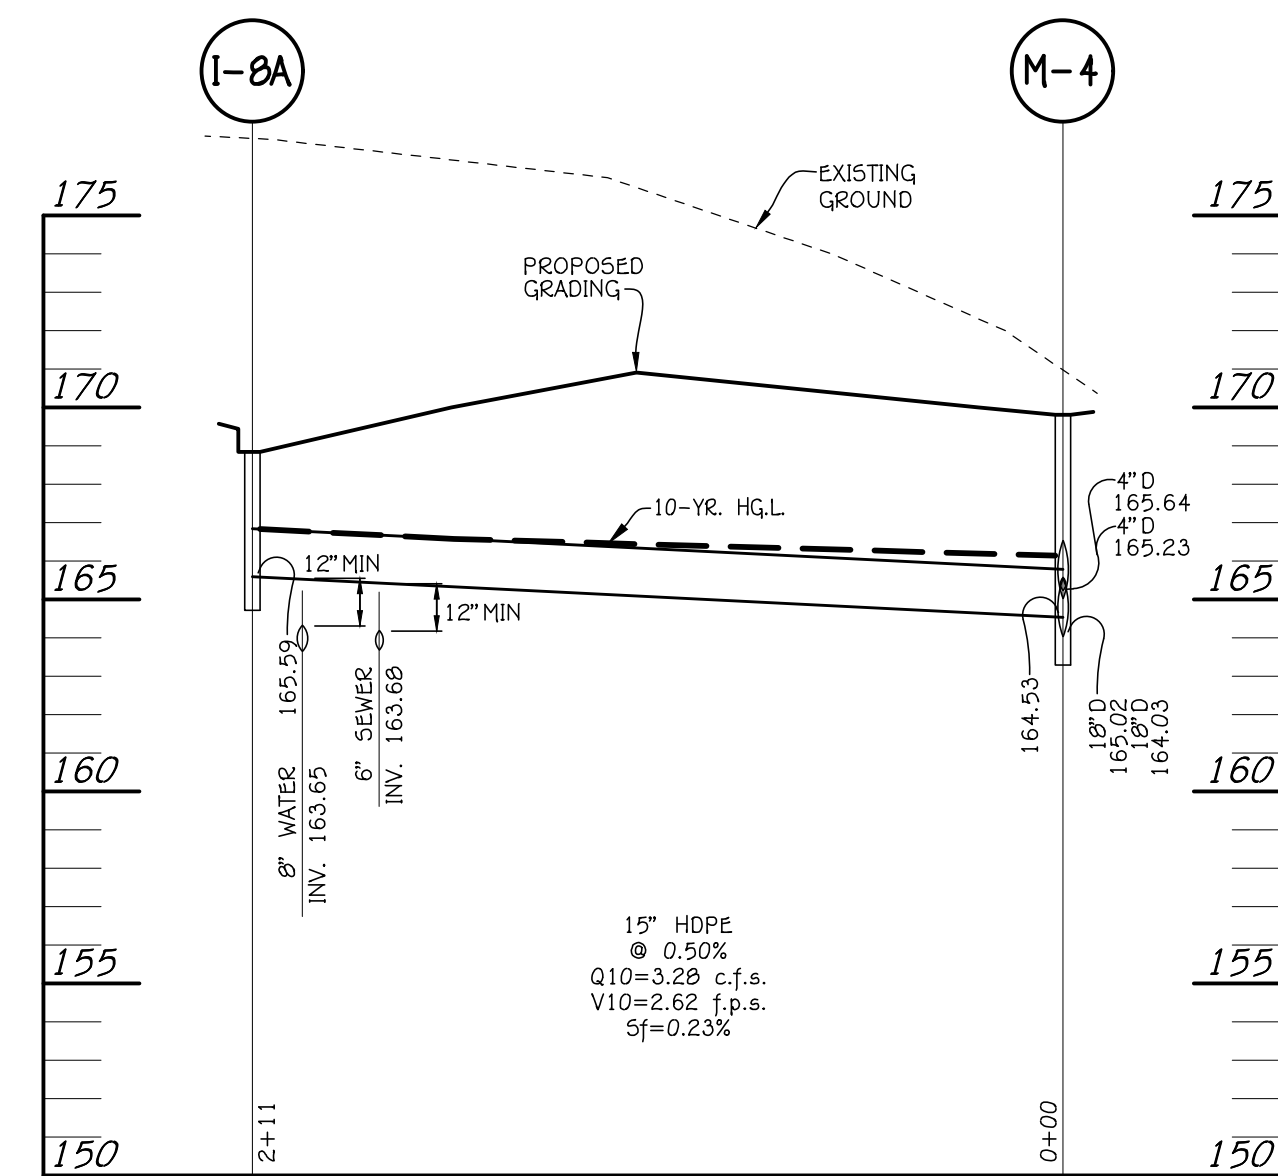 I-8A
M-4
175
175
EXISTING
GROUND
PROPOSED
GRADING
170
170
10-YR. HG.L.
4"D
165.64
4"D
165.23
12"MIN
165
165
12"MIN
165.59
8" WATER
INV. 163.65
6" SEWER
INV. 163.68
164.53
18"D
165.02
18"D
164.03
160
160
15" HDPE
@ 0.50%
Q10=3.28 c.f.s.
V10=2.62 f.p.s.
Sf=0.23%
155
155
2+11
0+00
150
150